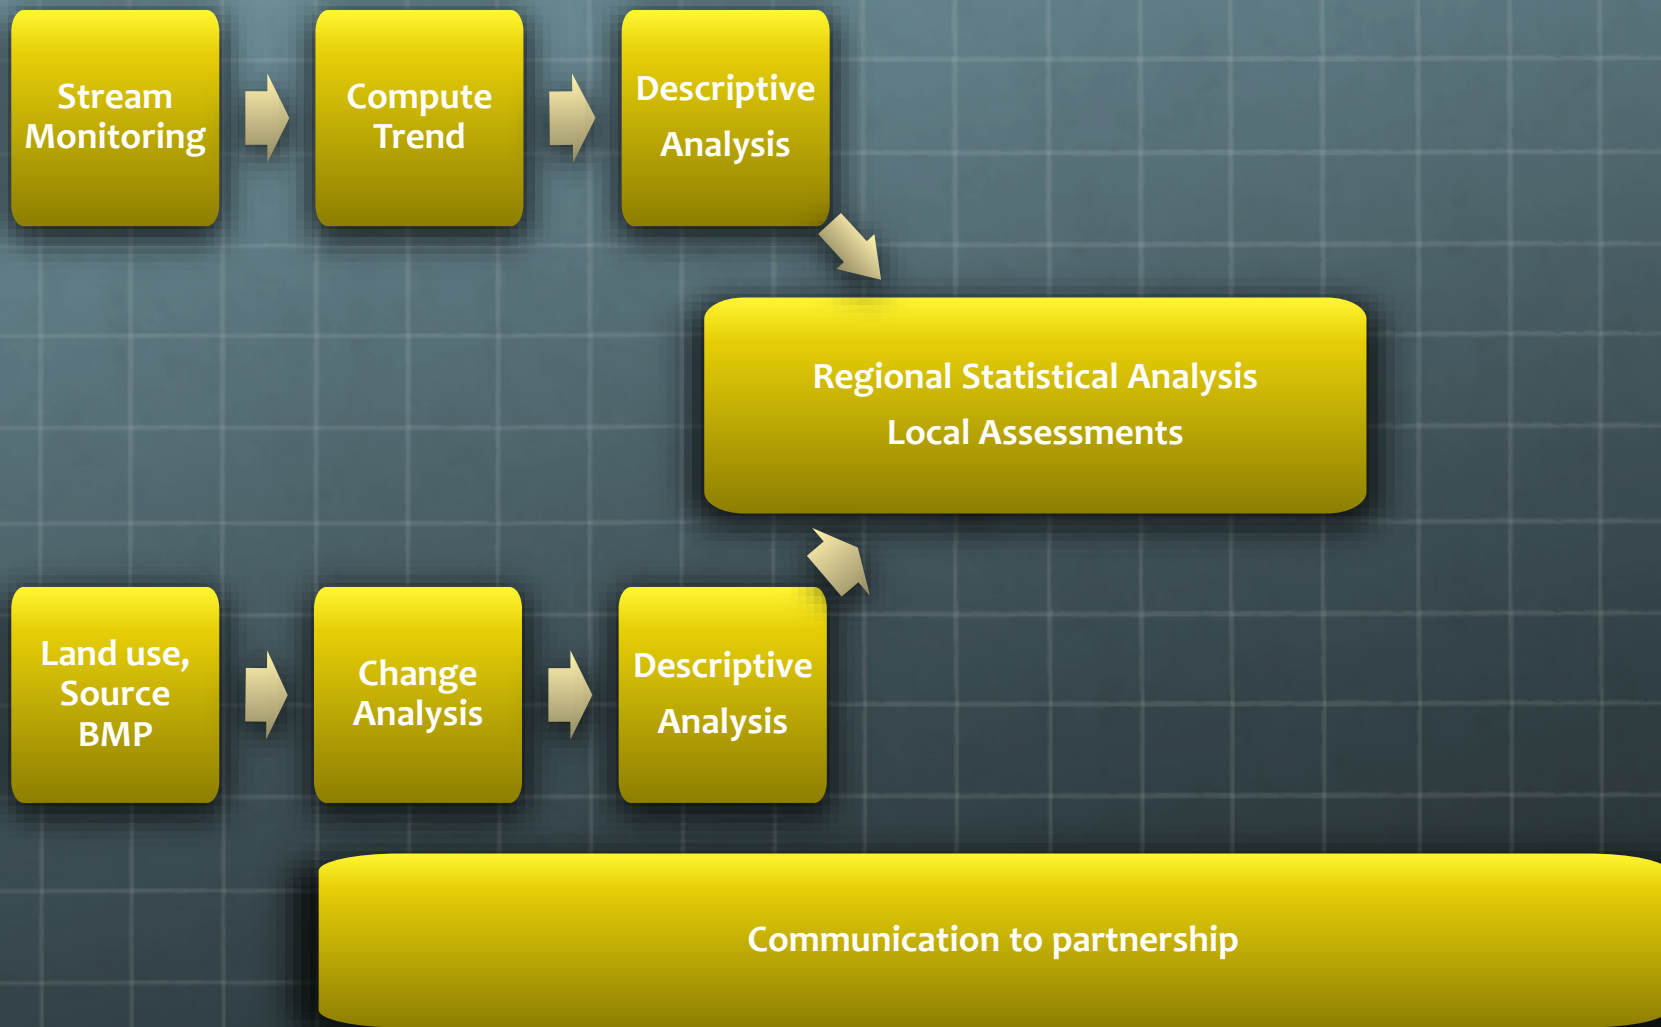 Stream
Monitoring
Compute
Trend
Descriptive
Analysis
Regional Statistical Analysis
Local Assessments
Land use,
Source
BMP
Change
Analysis
Descriptive
Analysis
Communication to partnership